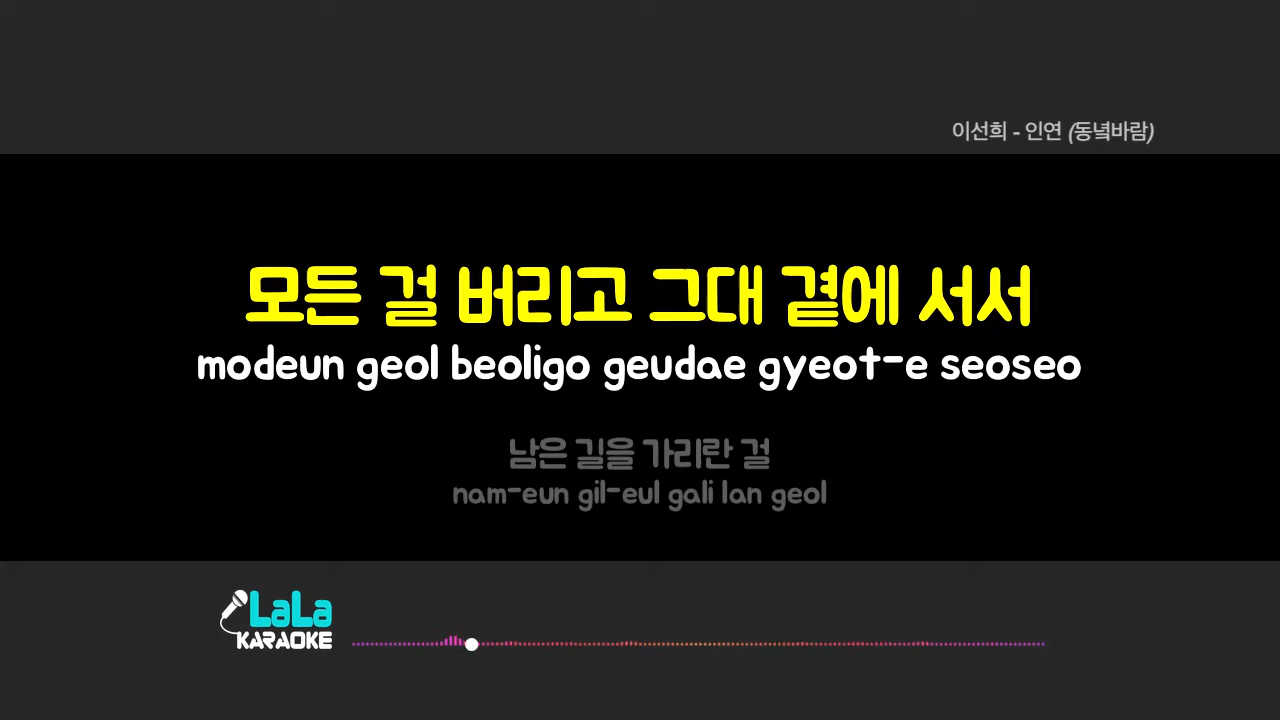 이선희 - 인연 (동녘바람)
모든 걸 버리고 그대 곁에 서서
modeun geol beoligo geudae gyeot-e seoseo
남은 길을 가리란 걸
nam-eun gil-eul gali lan geol
LaLa
KARAOKE